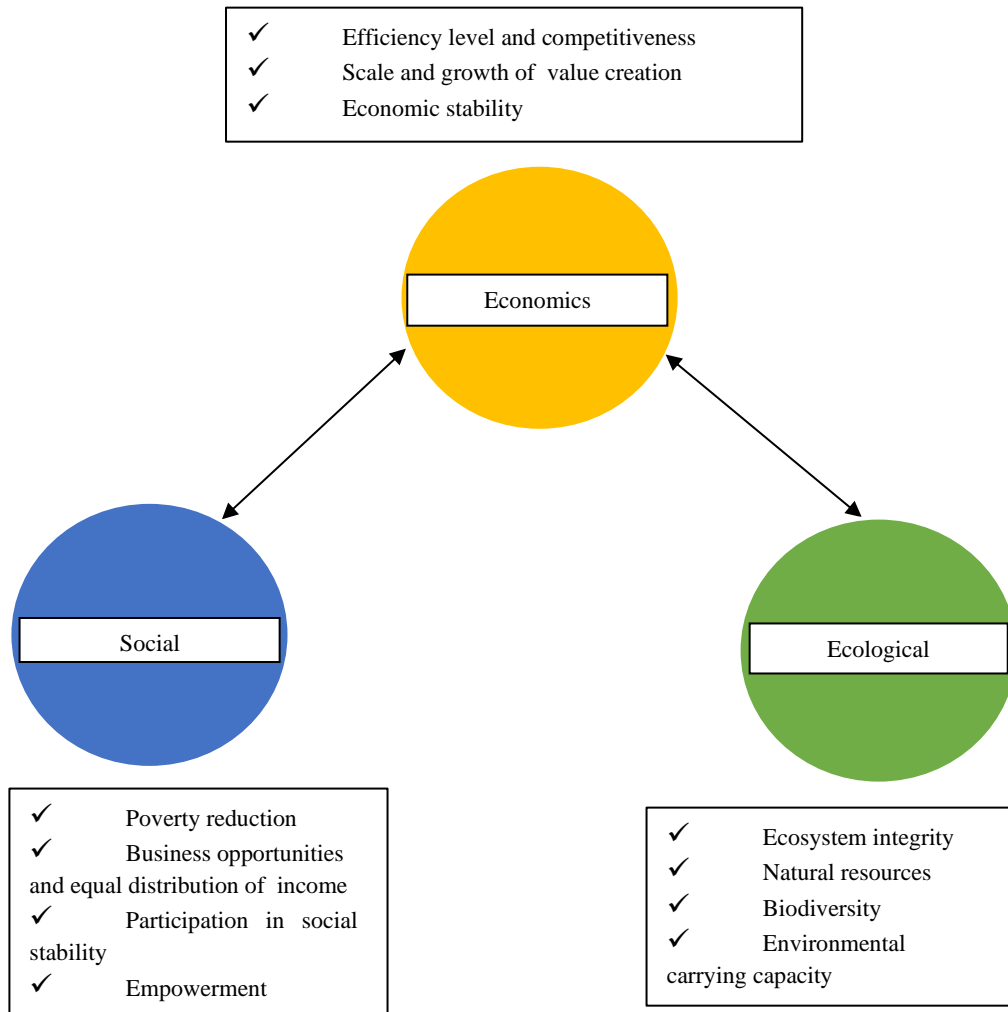 ✓ Efficiency level and competitiveness
✓ Scale and growth of value creation
✓ Economic stability
Economics
Social
Ecological
✓ Poverty reduction
✓ Business opportunities
and equal distribution of income
✓ Participation in social
stability
✓ Empowerment
✓ Ecosystem integrity
✓ Natural resources
✓ Biodiversity
✓ Environmental
carrying capacity